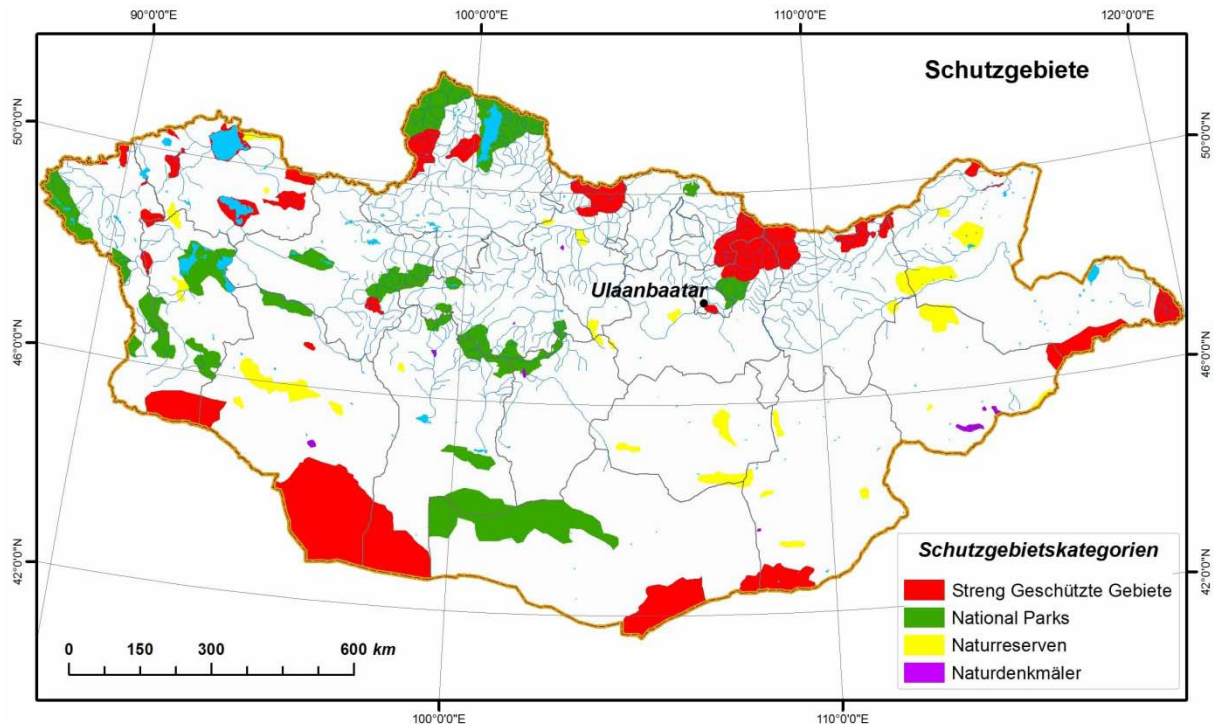 90°0'0"E
100°0'0"E
110°0'0"E
120°0'0"E
Schutzgebiete
50°0'0"N
50°0'0"N
Ulaanbaatar
46°0'0"N
46°0'0"N
42°0'0"N
42°0'0"N
Schutzgebietskategorien
Streng Geschützte Gebiete
National Parks
Naturreserven
Naturdenkmäler
0 150 300 600 km
100°0'0"E
110°0'0"E